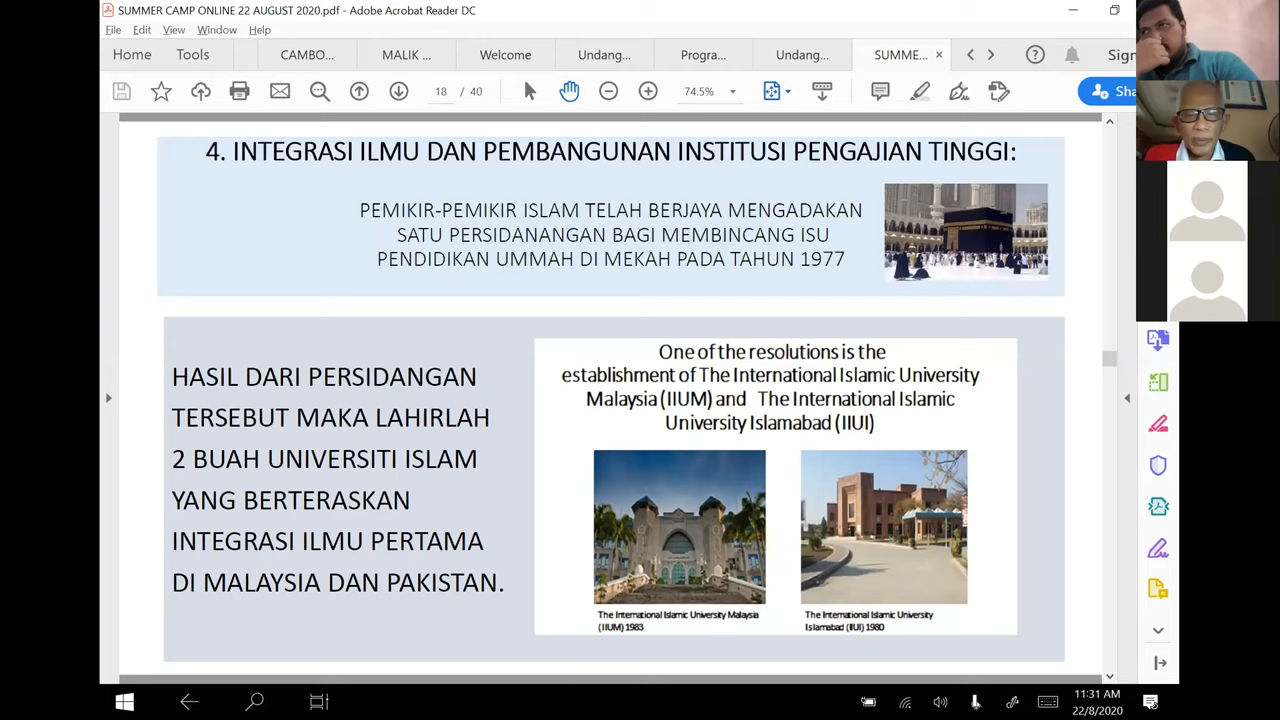 SUMMER CAMP ONLINE 22 AUGUST 2020.pdf - Adobe Acrobat Reader DC
File Edit View Window Help
Home Tools CAMBO... MALIK ... Welcome Undang... Progra... Undang... SUMME... × Sign
18 / 40 74.5% Sha
4. INTEGRASI ILMU DAN PEMBANGUNAN INSTITUSI PENGAJIAN TINGGI:
PEMIKIR-PEMIKIR ISLAM TELAH BERJAYA MENGADAKAN
SATU PERSIDANANGAN BAGI MEMBINCANG ISU
PENDIDIKAN UMMAH DI MEKAH PADA TAHUN 1977
HASIL DARI PERSIDANGAN
TERSEBUT MAKA LAHIRLAH
2 BUAH UNIVERSITI ISLAM
YANG BERTERASKAN
INTEGRASI ILMU PERTAMA
DI MALAYSIA DAN PAKISTAN.
One of the resolutions is the
establishment of The International Islamic University
Malaysia (IIUM) and The International Islamic
University Islamabad (IIUI)
The International Islamic University Malaysia
(IIUM) 1983
The International Islamic University
Islamabad (IIUI) 1980
11:31 AM
22/8/2020